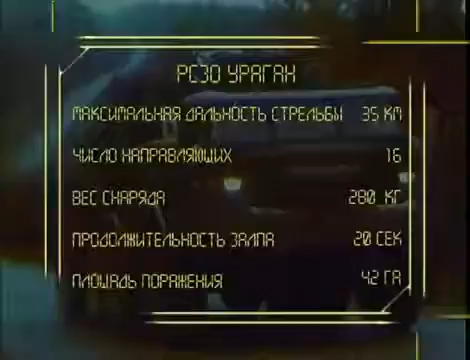 РСЗО УРАГАН
МАКСИМАЛЬНАЯ ДАЛЬНОСТЬ СТРЕЛЬБЫ 35 КМ
ЧИСЛО НАПРАВЛЯЮЩИХ 16
ВЕС СНАРЯДА 280 КГ
ПРОДОЛЖИТЕЛЬНОСТЬ ЗАЛПА 20 СЕК
ПЛОЩАДЬ ПОРАЖЕНИЯ 42 ГА